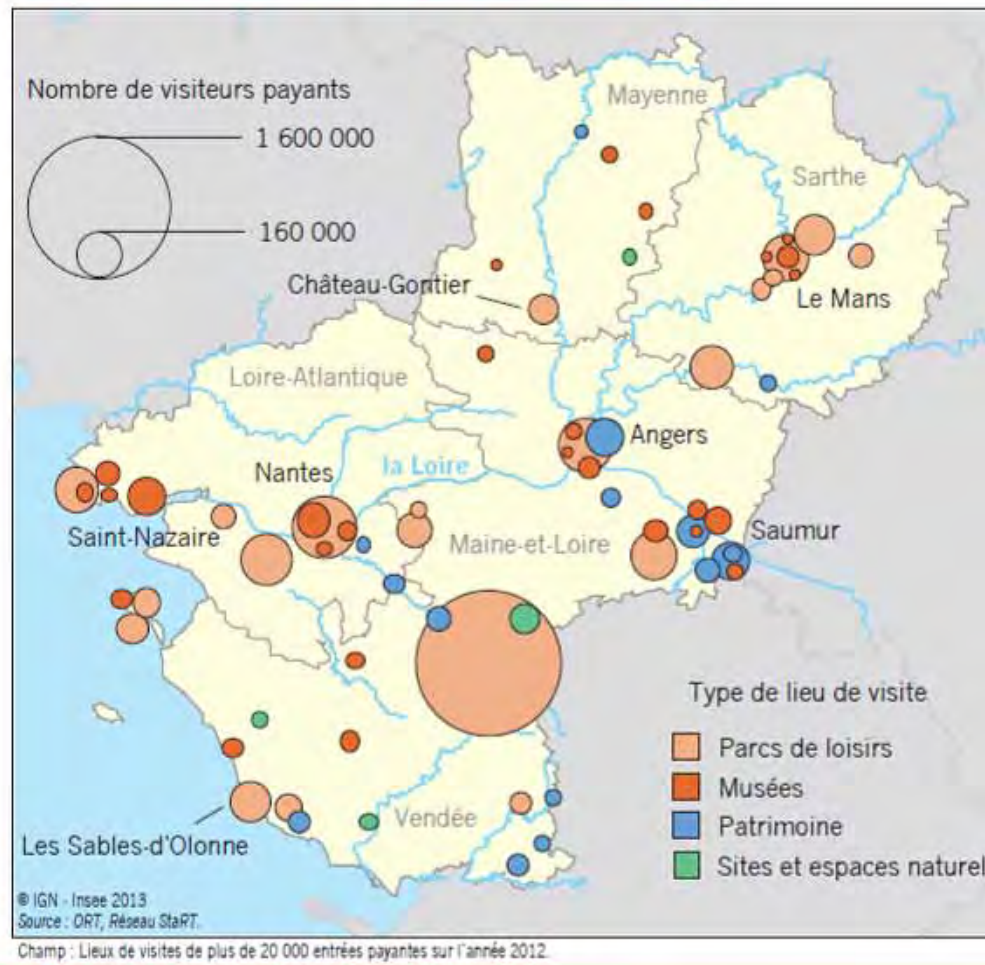 Nombre de visiteurs payants
1 600 000
160 000
Mayenne
Sarthe
Château-Gontier
Le Mans
Loire-Atlantique
Angers
Nantes
la Loire
Saint-Nazaire
Maine-et-Loire
Saumur
Type de lieu de visite
Parcs de loisirs
Musées
Patrimoine
Sites et espaces naturel
Vendée
Les Sables-d'Olonne
© IGN - Insee 2013
Source : ORT, Réseau StaRT.
Champ : Lieux de visites de plus de 20 000 entrées payantes sur l'année 2012.